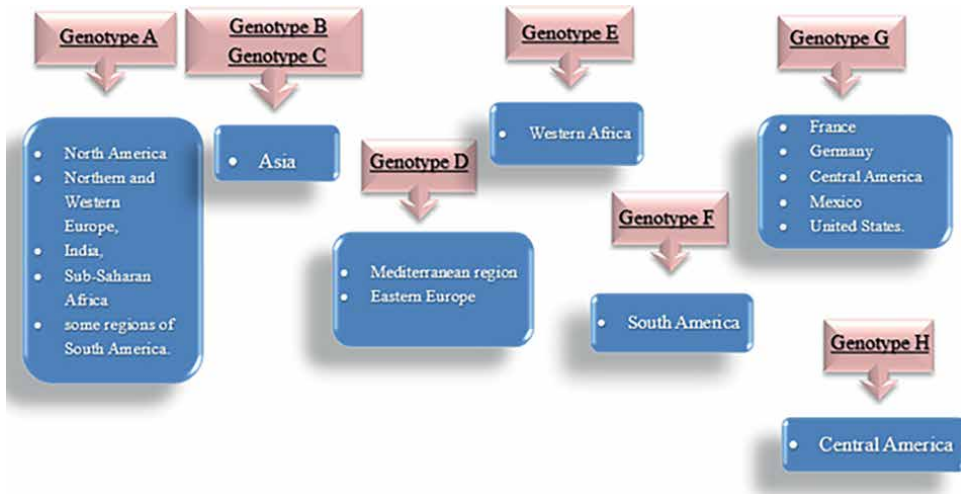 Genotype A
• North America
• Northern and
Western
Europe,
• India,
• Sub-Saharan
Africa
• some regions of
South America.
Genotype B
Genotype C
• Asia
Genotype D
• Mediterranean region
• Eastern Europe
Genotype E
• Western Africa
Genotype F
• South America
Genotype G
• France
• Germany
• Central America
• Mexico
• United States.
Genotype H
• Central America